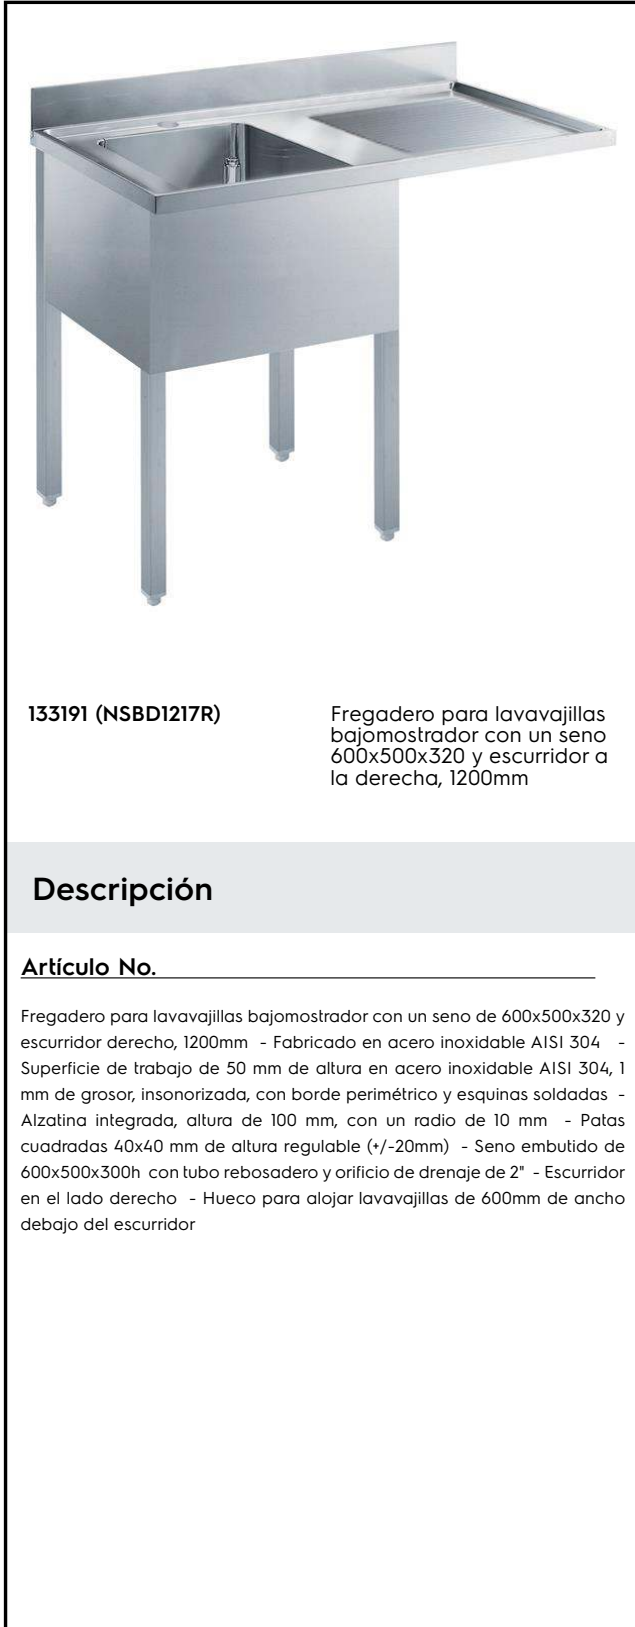 133191 (NSBD1217R)
Fregadero para lavavajillas
bajomostrador con un seno
600x500x320 y escurridor a
la derecha, 1200mm
Descripción
Artículo No.
Fregadero para lavavajillas bajomostrador con un seno de 600x500x320 y
escurridor derecho, 1200mm - Fabricado en acero inoxidable AISI 304 -
Superficie de trabajo de 50 mm de altura en acero inoxidable AISI 304, 1
mm de grosor, insonorizada, con borde perimétrico y esquinas soldadas -
Alzatina integrada, altura de 100 mm, con un radio de 10 mm - Patas
cuadradas 40x40 mm de altura regulable (+/-20mm) - Seno embutido de
600x500x300h con tubo rebosadero y orificio de drenaje de 2" - Escurridor
en el lado derecho - Hueco para alojar lavavajillas de 600mm de ancho
debajo del escurridor